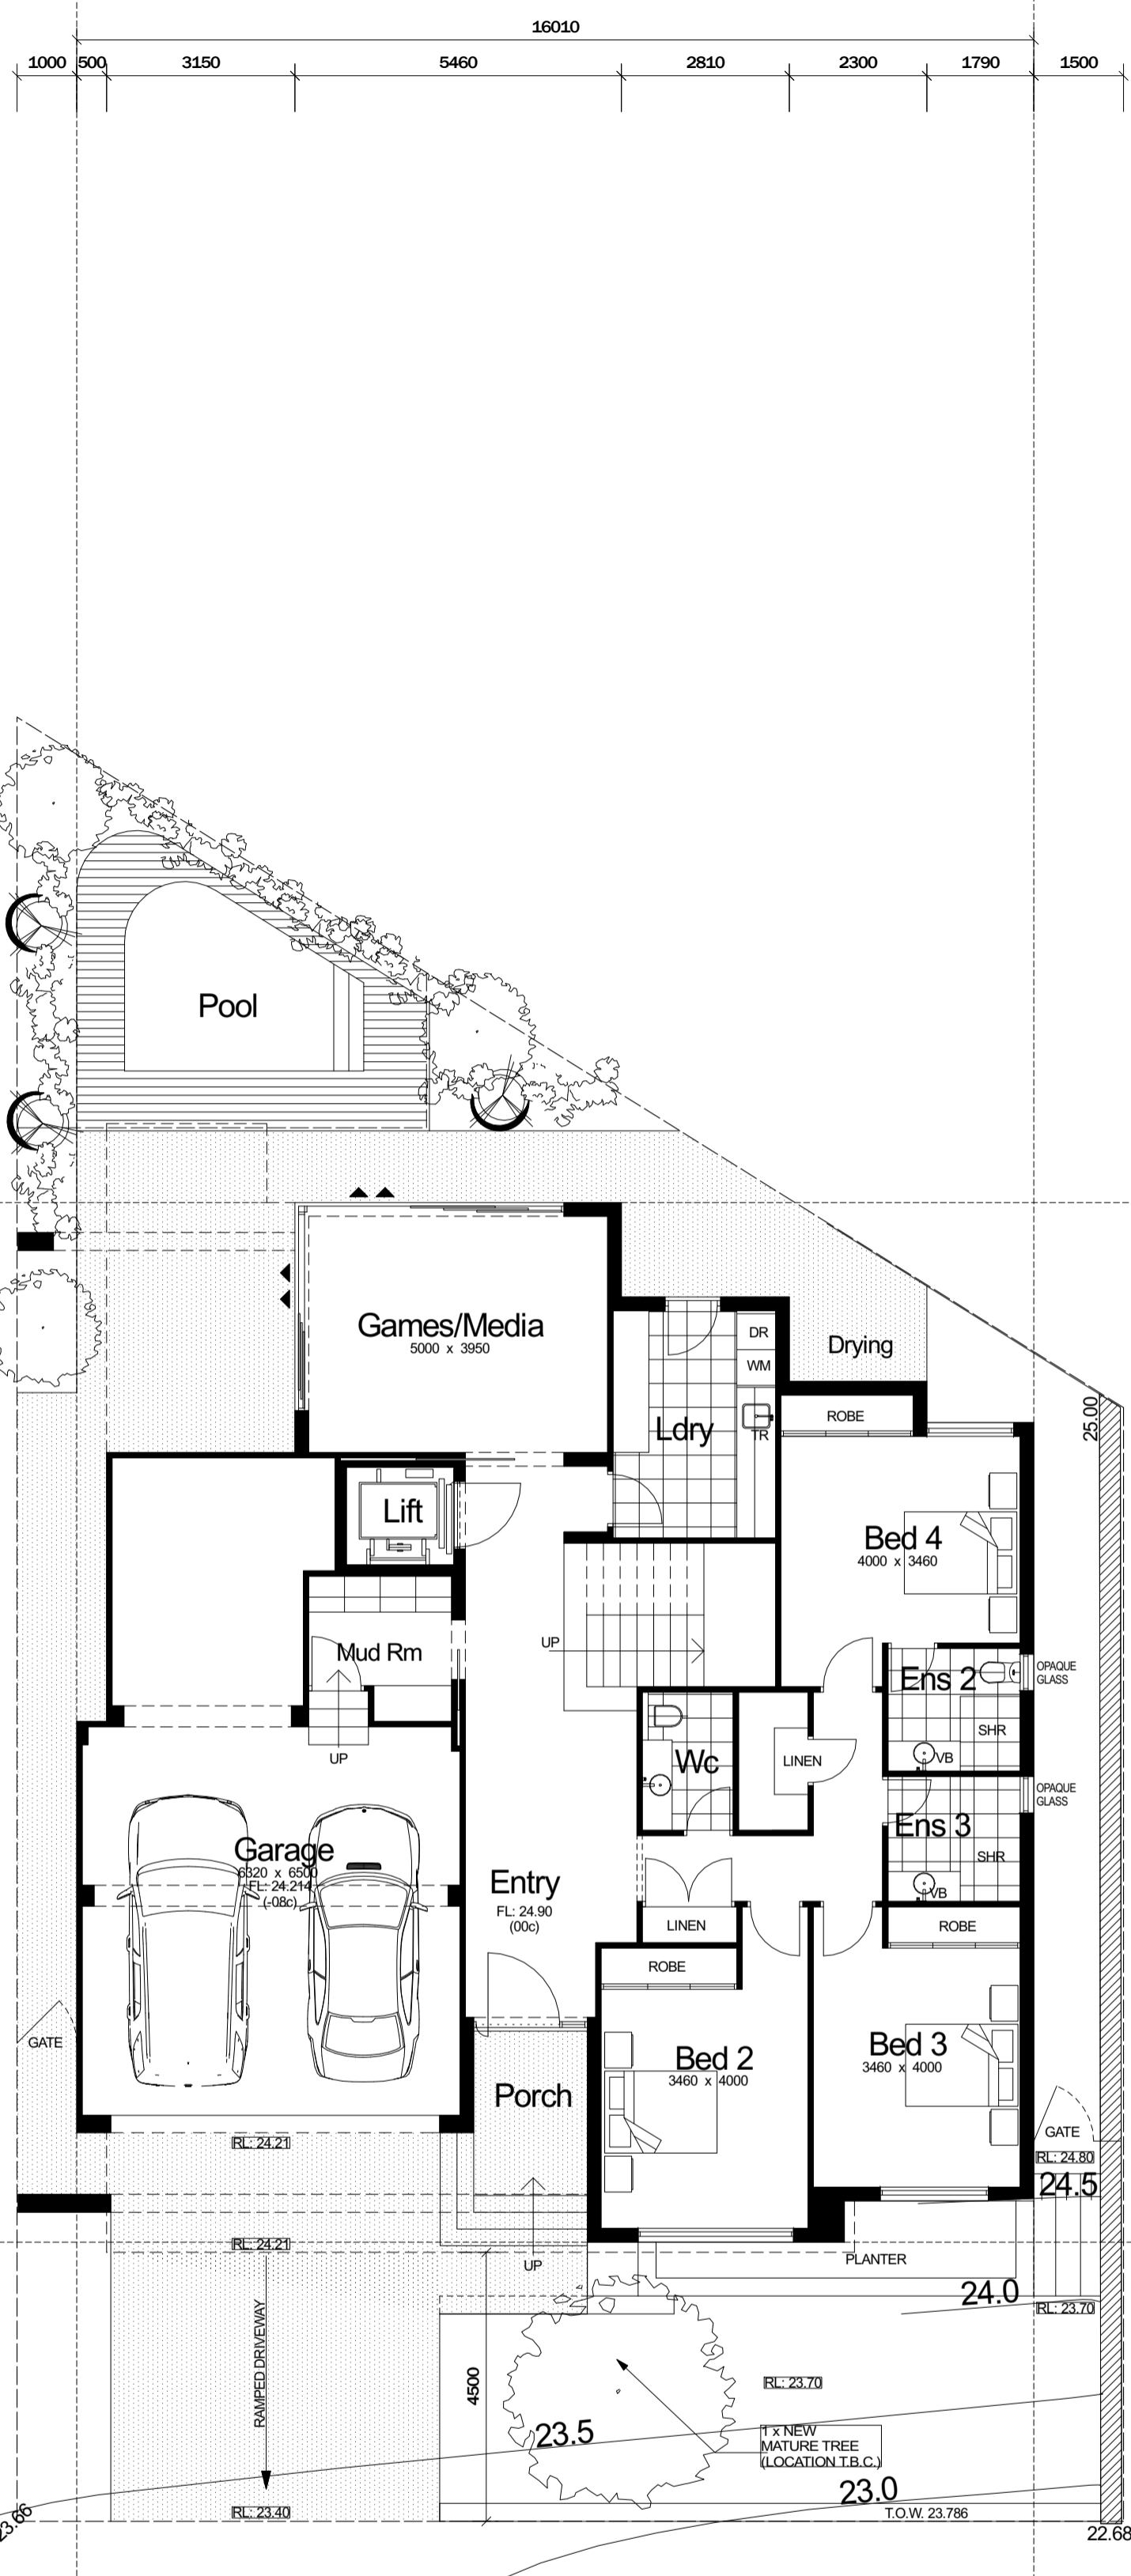 16010
1000 500 3150 5460 2810 2300 1790 1500
Pool
Games/Media
5000 x 3950
DR
WM
Drying
Ldry
TR
ROBE
25.00
Lift
Bed 4
4000 x 3460
UP
Mud Rm
OPAQUE
GLASS
Ens 2
SHR
VB
UP
Wc
LINEN
OPAQUE
GLASS
Ens 3
SHR
VB
Garage
6320 x 6500
FL: 24.214
(-08c)
Entry
FL: 24.90
(00c)
LINEN
ROBE
ROBE
GATE
Bed 2
3460 x 4000
Bed 3
3460 x 4000
Porch
GATE
RL: 24.21
RL: 24.80
24.5
RL: 24.21
UP
PLANTER
24.0
RL: 23.70
RAMPED DRIVEWAY
4500
RL: 23.70
23.5
1 x NEW
MATURE TREE
(LOCATION T.B.C.)
23.0
RL: 23.40
T.O.W. 23.786
23.66
22.68